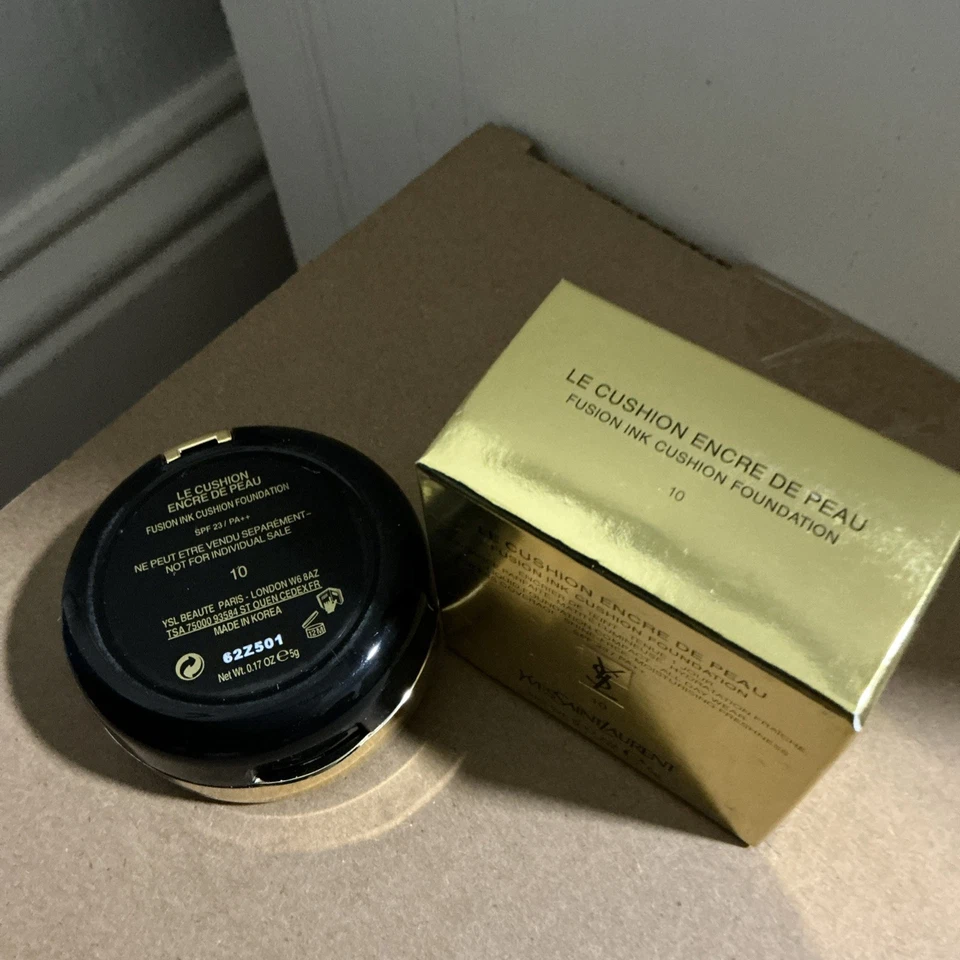 LE CUSHION
ENCRE DE PEAU
FUSION INK CUSHION FOUNDATION
SPF 23 / PA++
NE PEUT ETRE VENDU SEPARÉMENT–
NOT FOR INDIVIDUAL SALE
10
YSL BEAUTE PARIS - LONDON W6 8AZ
TSA 75000 93584 ST OUEN CEDEX FR.
MADE IN KOREA
12M
62Z501
Net Wt. 0.17 OZ ℮ 5g
LE CUSHION ENCRE DE PEAU
FUSION INK CUSHION FOUNDATION
10
LE CUSHION ENCRE DE PEAU
FUSION INK CUSHION FOUNDATION
10
YVES SAINT LAURENT